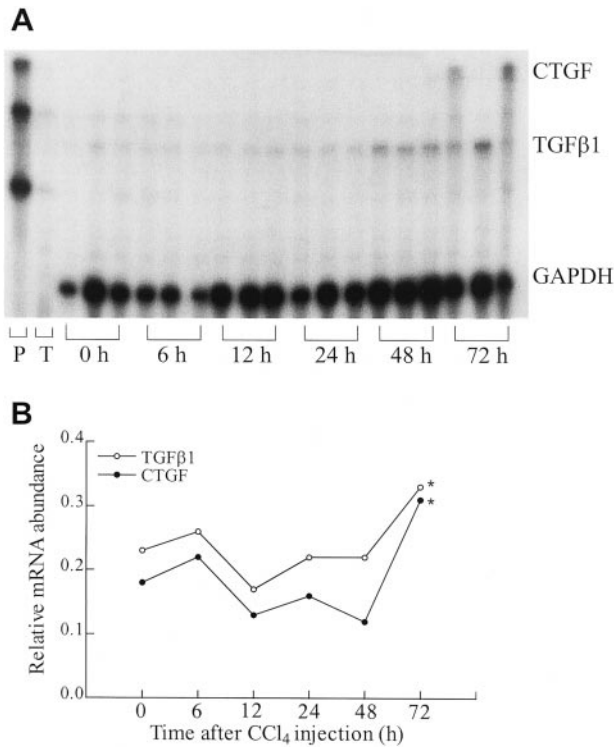 A
CTGF
TGFβ1
GAPDH
P T 0 h 6 h 12 h 24 h 48 h 72 h
B
0.4
TGFβ1
CTGF
0.3
0.2
0.1
0.0
* 
*
Relative mRNA abundance
0 6 12 24 48 72
Time after CCl₄ injection (h)